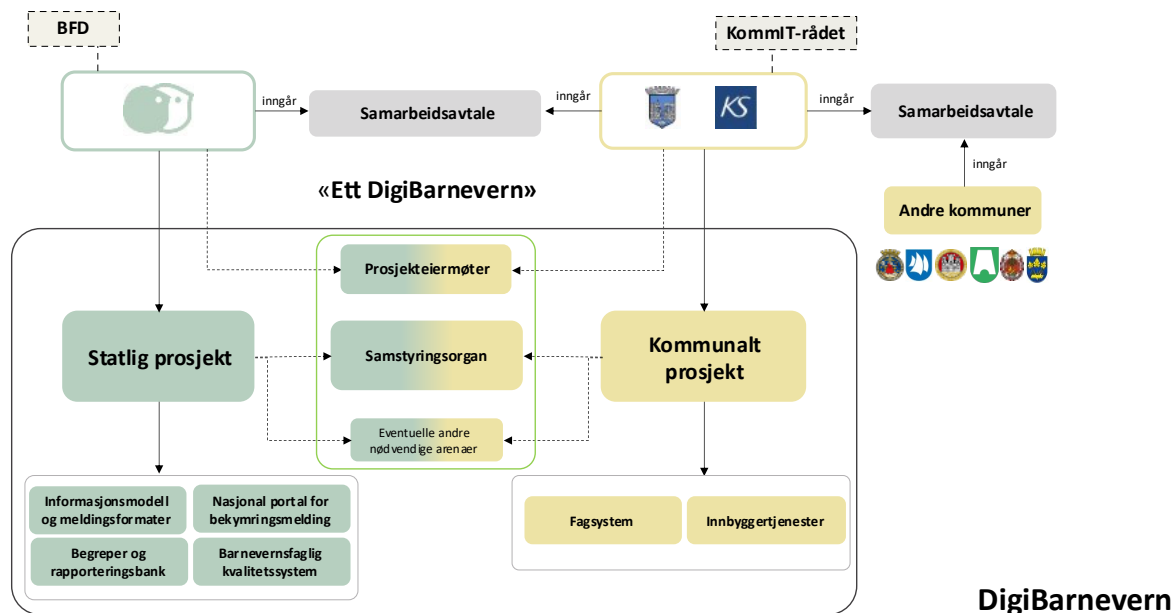 BFD
KommIT-rådet
inngår
Samarbeidsavtale
inngår
KS
inngår
Samarbeidsavtale
inngår
«Ett DigiBarnevern»
Andre kommuner
Prosjekteiermøter
Statlig prosjekt
Samstyringsorgan
Kommunalt
prosjekt
Eventuelle andre
nødvendige arenaer
Informasjonsmodell
og meldingsformater
Nasjonal portal for
bekymringsmelding
Begreper og
rapporteringsbank
Barnevernsfaglig
kvalitetssystem
Fagsystem
Innbyggertjenester
DigiBarnevern